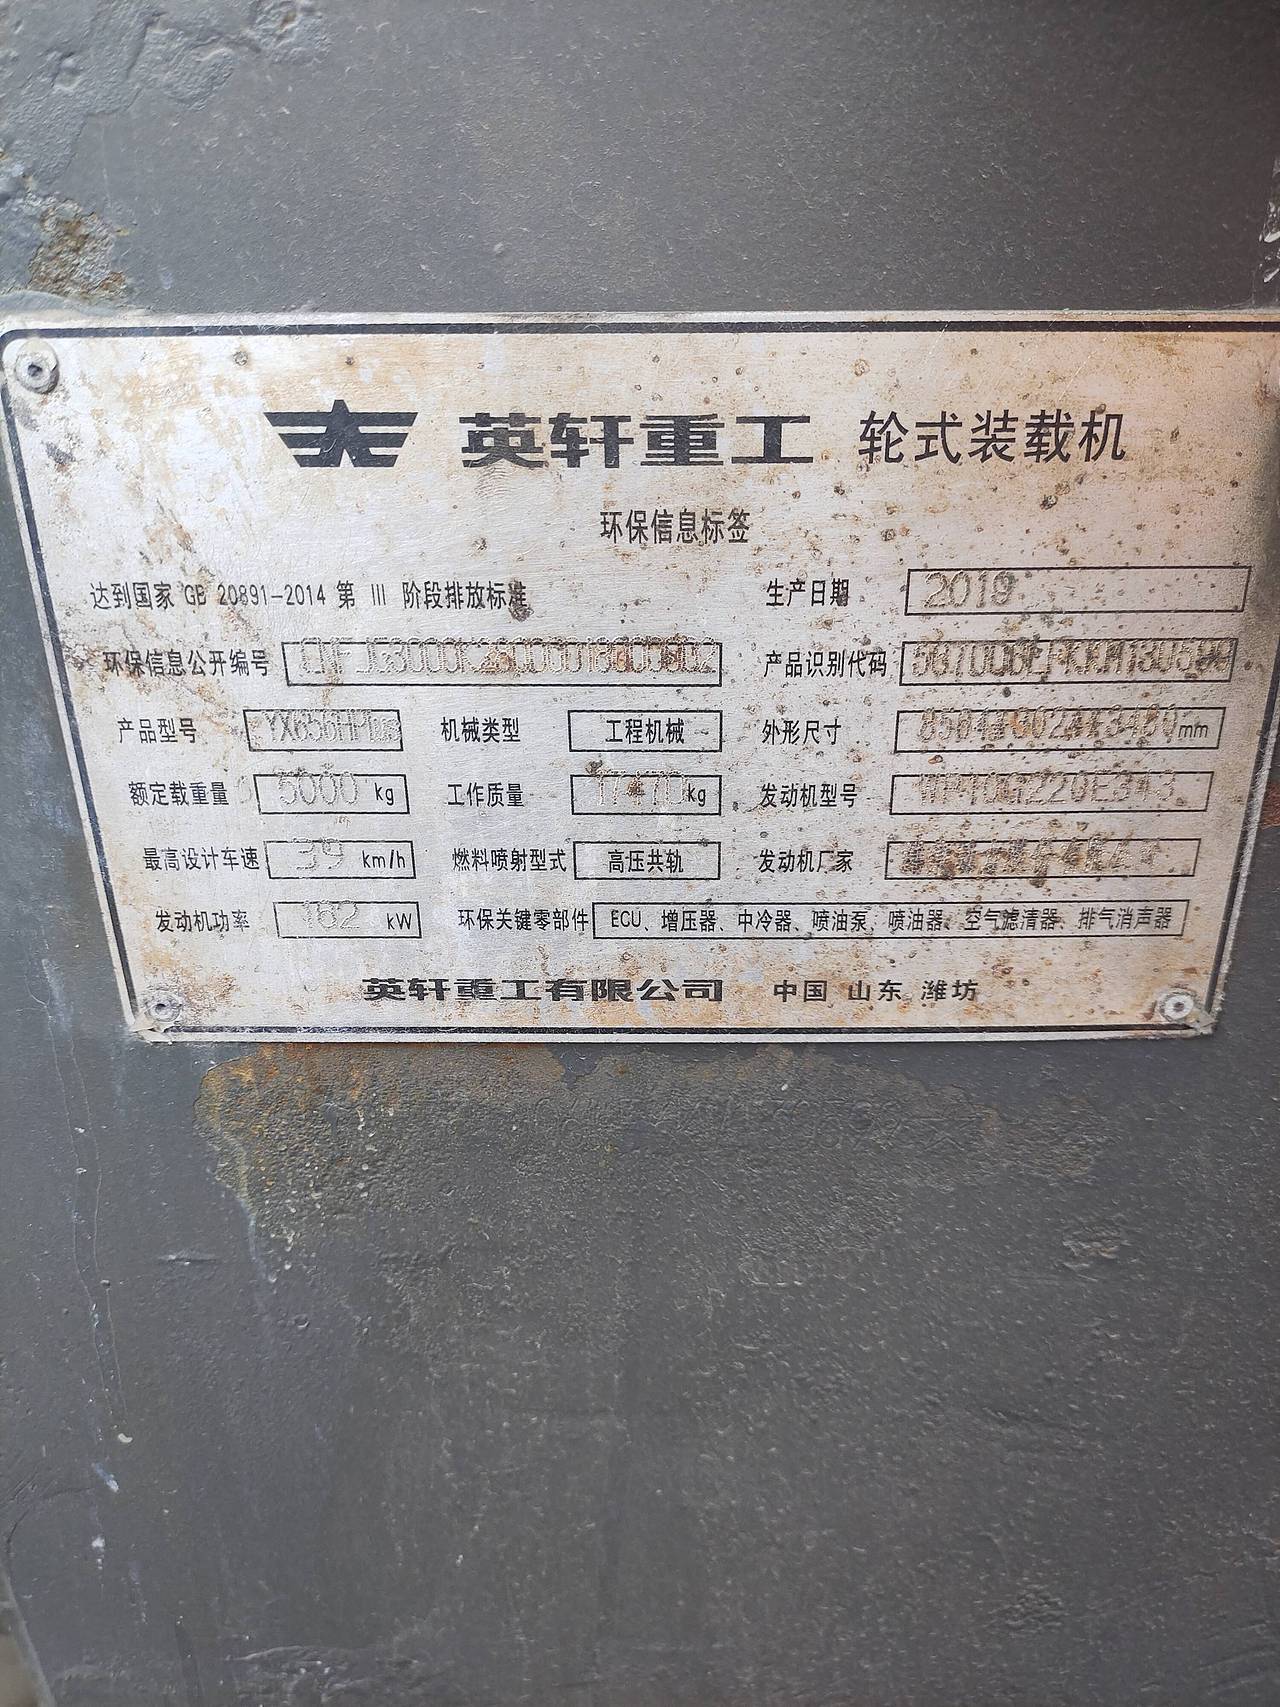 英轩重工 轮式装载机
环保信息标签
达到国家 GB 20891-2014 第 III 阶段排放标准 生产日期 2019
环保信息公开编号 产品识别代码
产品型号 YX656HPlus 机械类型 工程机械 外形尺寸 mm
额定载重量 5000 kg 工作质量 17470 kg 发动机型号 WP10G220E343
最高设计车速 39 km/h 燃料喷射型式 高压共轨 发动机厂家
发动机功率 162 kW 环保关键零部件 ECU、增压器、中冷器、喷油泵、喷油器、空气滤清器、排气消声器
英轩重工有限公司 中国 山东 潍坊